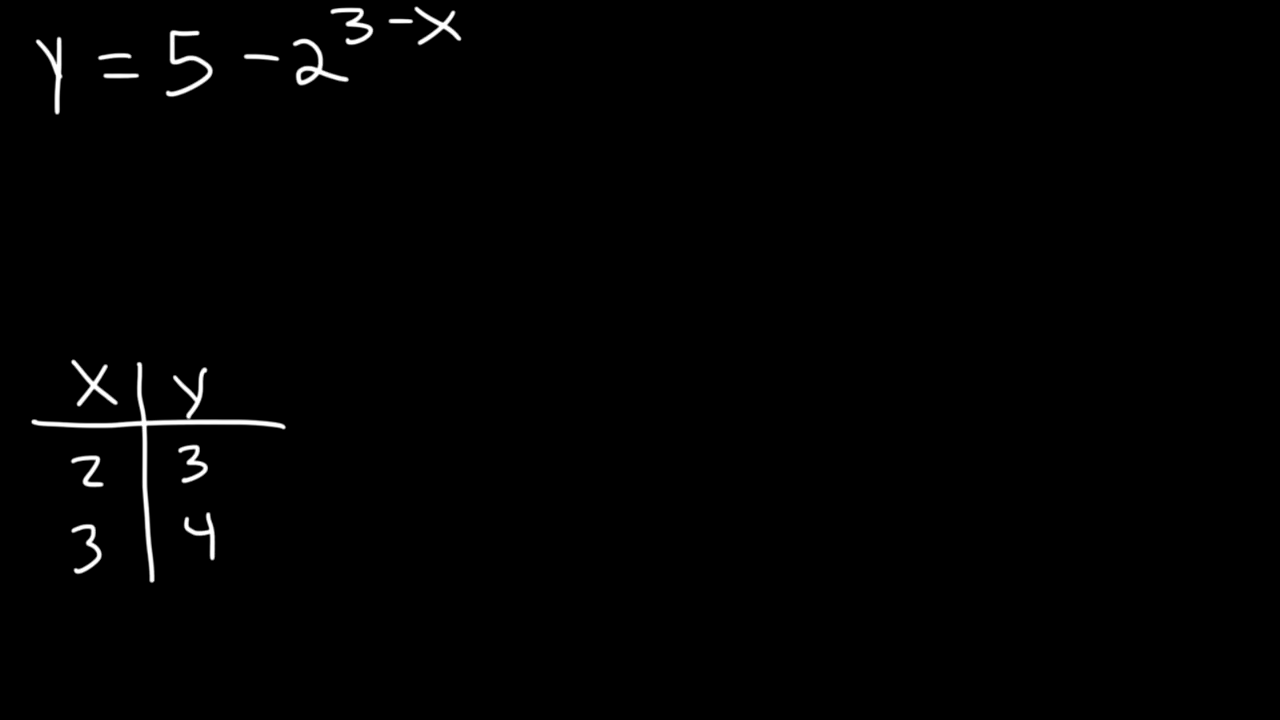 y = 5 - 2^{3-x}
x | y
2 | 3
3 | 4